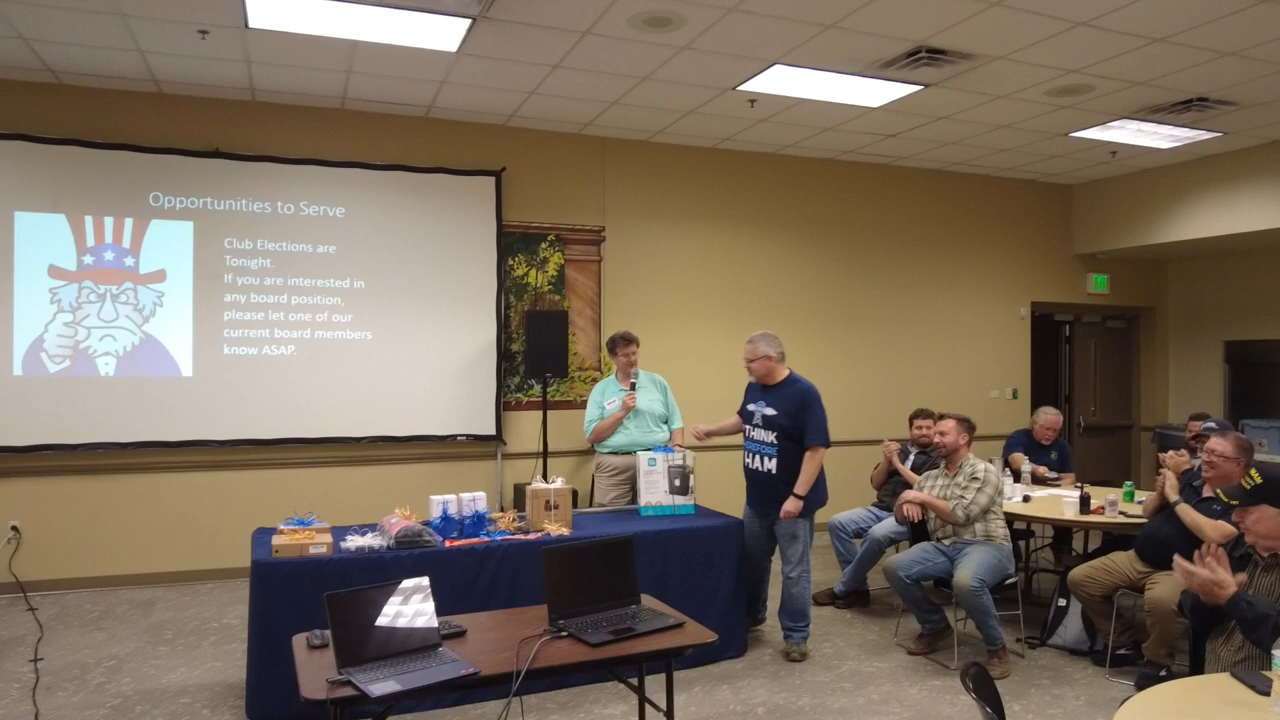 Opportunities to Serve
Club Elections are
Tonight.
If you are interested in
any board position,
please let one of our
current board members
know ASAP.
THINK
HAM